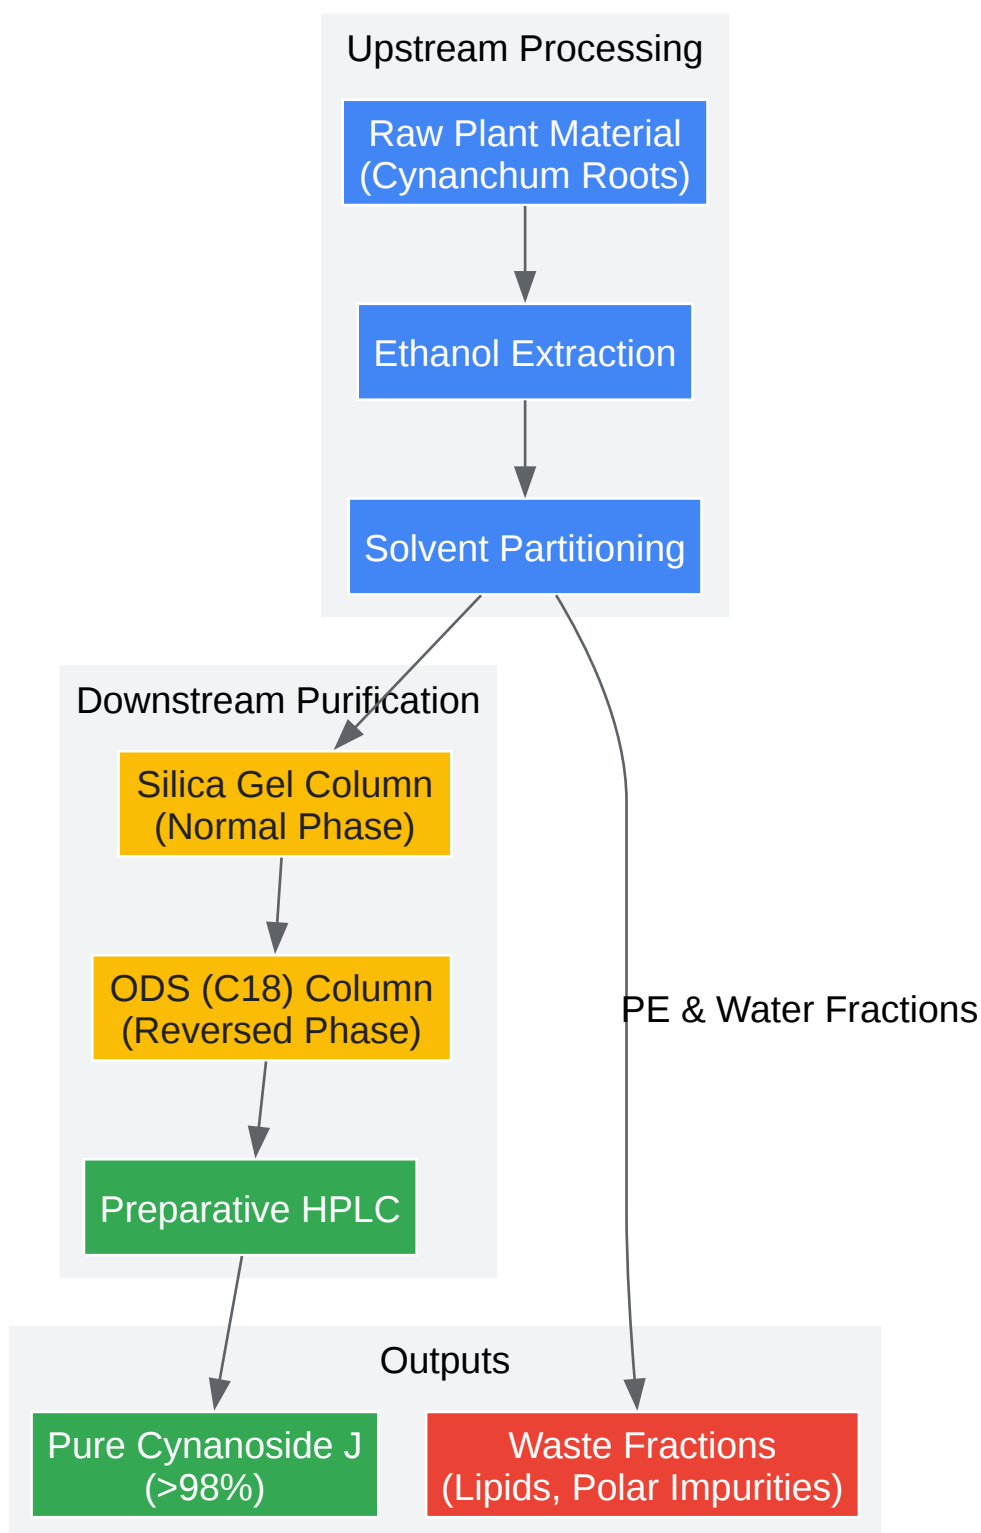 Upstream Processing
Raw Plant Material
(Cynanchum Roots)
Ethanol Extraction
Solvent Partitioning
Downstream Purification
Silica Gel Column
(Normal Phase)
ODS (C18) Column
(Reversed Phase)
PE & Water Fractions
Preparative HPLC
Outputs
Pure Cynanoside J
(>98%)
Waste Fractions
(Lipids, Polar Impurities)